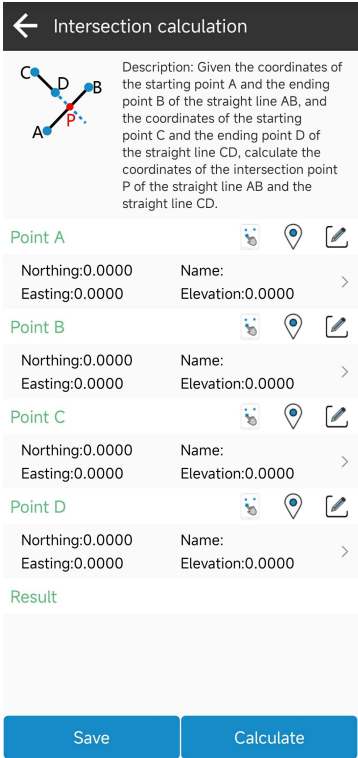 Intersection calculation
C
D
B
P
A
Description: Given the coordinates of
the starting point A and the ending
point B of the straight line AB, and
the coordinates of the starting
point C and the ending point D of
the straight line CD, calculate the
coordinates of the intersection point
P of the straight line AB and the
straight line CD.
Point A
Northing:0.0000 Name:
Easting:0.0000 Elevation:0.0000
Point B
Northing:0.0000 Name:
Easting:0.0000 Elevation:0.0000
Point C
Northing:0.0000 Name:
Easting:0.0000 Elevation:0.0000
Point D
Northing:0.0000 Name:
Easting:0.0000 Elevation:0.0000
Result
Save Calculate